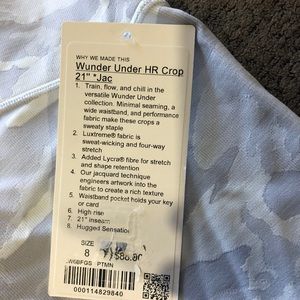 WHY WE MADE THIS
Wunder Under HR Crop
21" *Jac
1. Train, flow, and chill in the
versatile Wunder Under
collection. Minimal seaming, a
wide waistband, and performance
fabric make these crops a
sweaty staple
2. Luxtreme® fabric is
sweat-wicking and four-way
stretch
3. Added Lycra® fibre for stretch
and shape retention
4. Our jacquard technique
engineers artwork into the
fabric to create a rich texture
5. Waistband pocket holds your key
or card
6. High rise
7. 21" inseam
8. Hugged Sensation
SIZE
8
LW6BFGS PTMN
000114829840